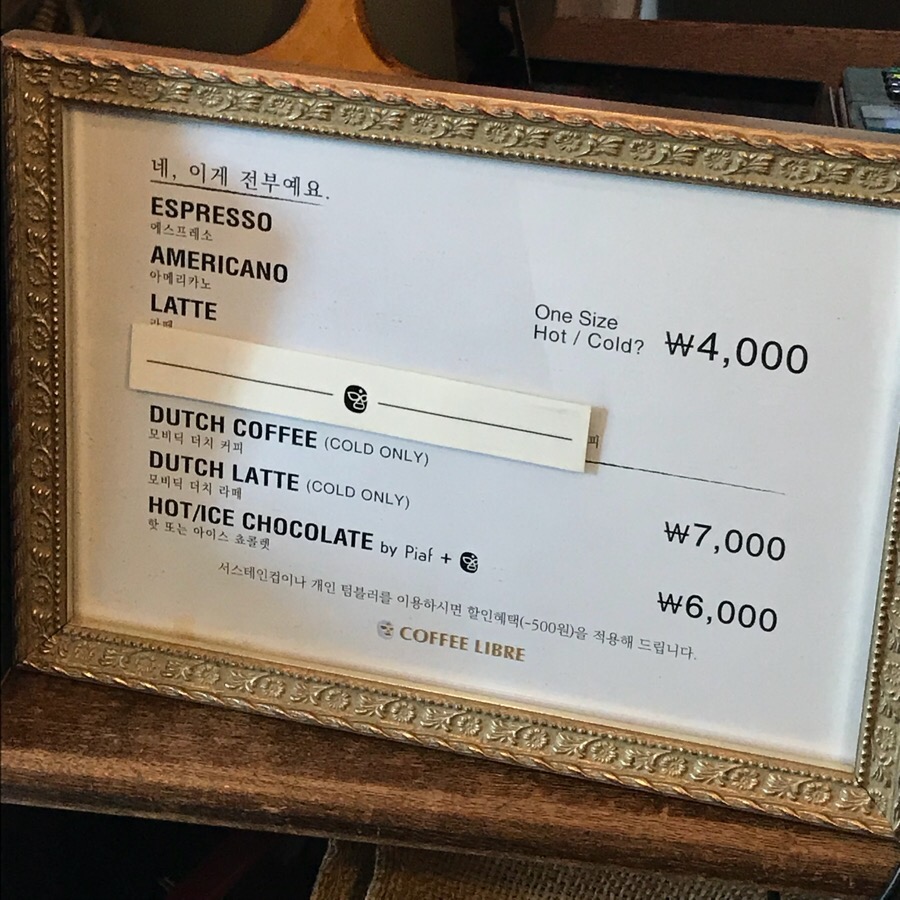 네, 이게 전부예요.
ESPRESSO
에스프레소
AMERICANO
아메리카노
LATTE
라떼
One Size
Hot / Cold?
₩4,000
피
DUTCH COFFEE (COLD ONLY)
모비딕 더치 커피
DUTCH LATTE (COLD ONLY)
모비딕 더치 라떼
₩7,000
HOT/ICE CHOCOLATE by Piaf +
핫 또는 아이스 쵸콜렛
₩6,000
서스테인컵이나 개인 텀블러를 이용하시면 할인혜택(-500원)을 적용해 드립니다.
COFFEE LIBRE